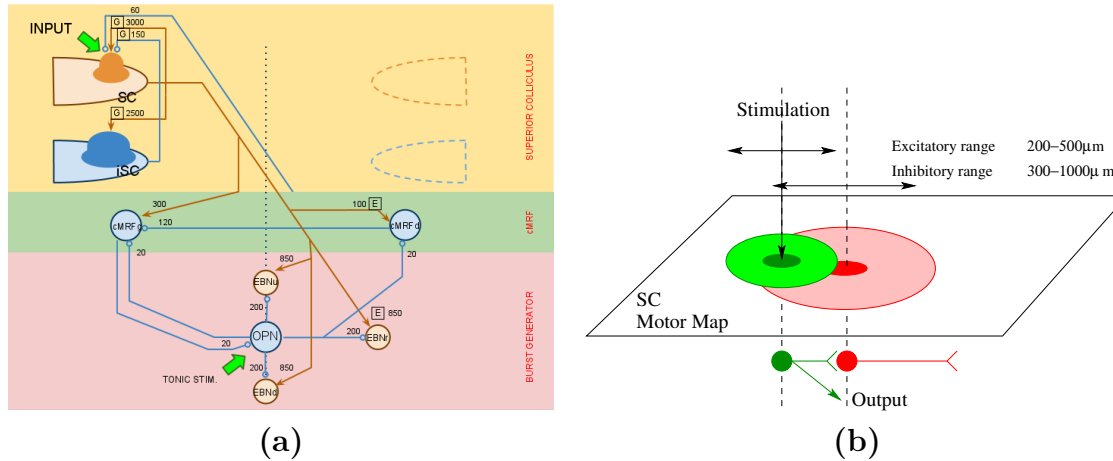 60
G 3000
INPUT
G 150
SC
G 2500
iSC
SUPERIOR COLLICULUS
300
100 E
cMRF c
120
cMRF d
cMRF
20
20
850
EBNu
200
E 850
OPN
200
EBNr
20
TONIC STIM.
200
850
EBNd
BURST GENERATOR
(a)
Stimulation
Excitatory range 200–500μm
Inhibitory range 300–1000μ m
SC
Motor Map
Output
(b)